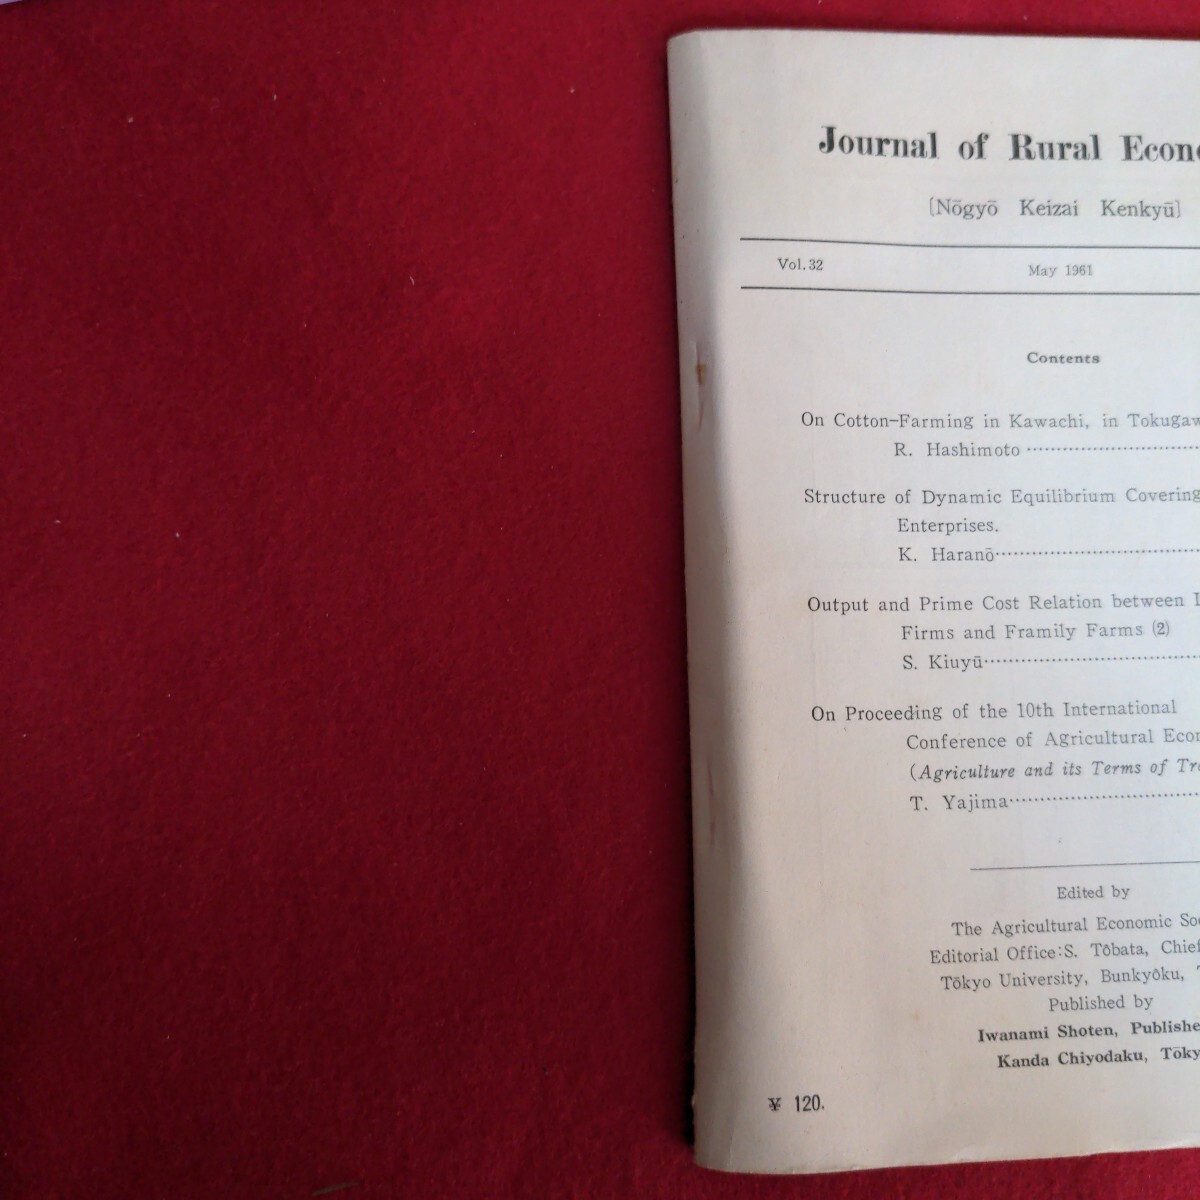 Journal of Rural Econo
〔Nōgyō Keizai Kenkyū〕
Vol. 32
May 1961
Contents
On Cotton-Farming in Kawachi, in Tokugaw
R. Hashimoto
Structure of Dynamic Equilibrium Covering
Enterprises.
K. Haranō
Output and Prime Cost Relation between
Firms and Framily Farms (2)
S. Kiuyū
On Proceeding of the 10th International
Conference of Agricultural Econ
(Agriculture and its Terms of Tr
T. Yajima
Edited by
The Agricultural Economic So
Editorial Office:S. Tôbata, Chief
Tōkyo University, Bunkyôku,
Published by
Iwanami Shoten, Publishe
Kanda Chiyodaku, Tōky
¥ 120.